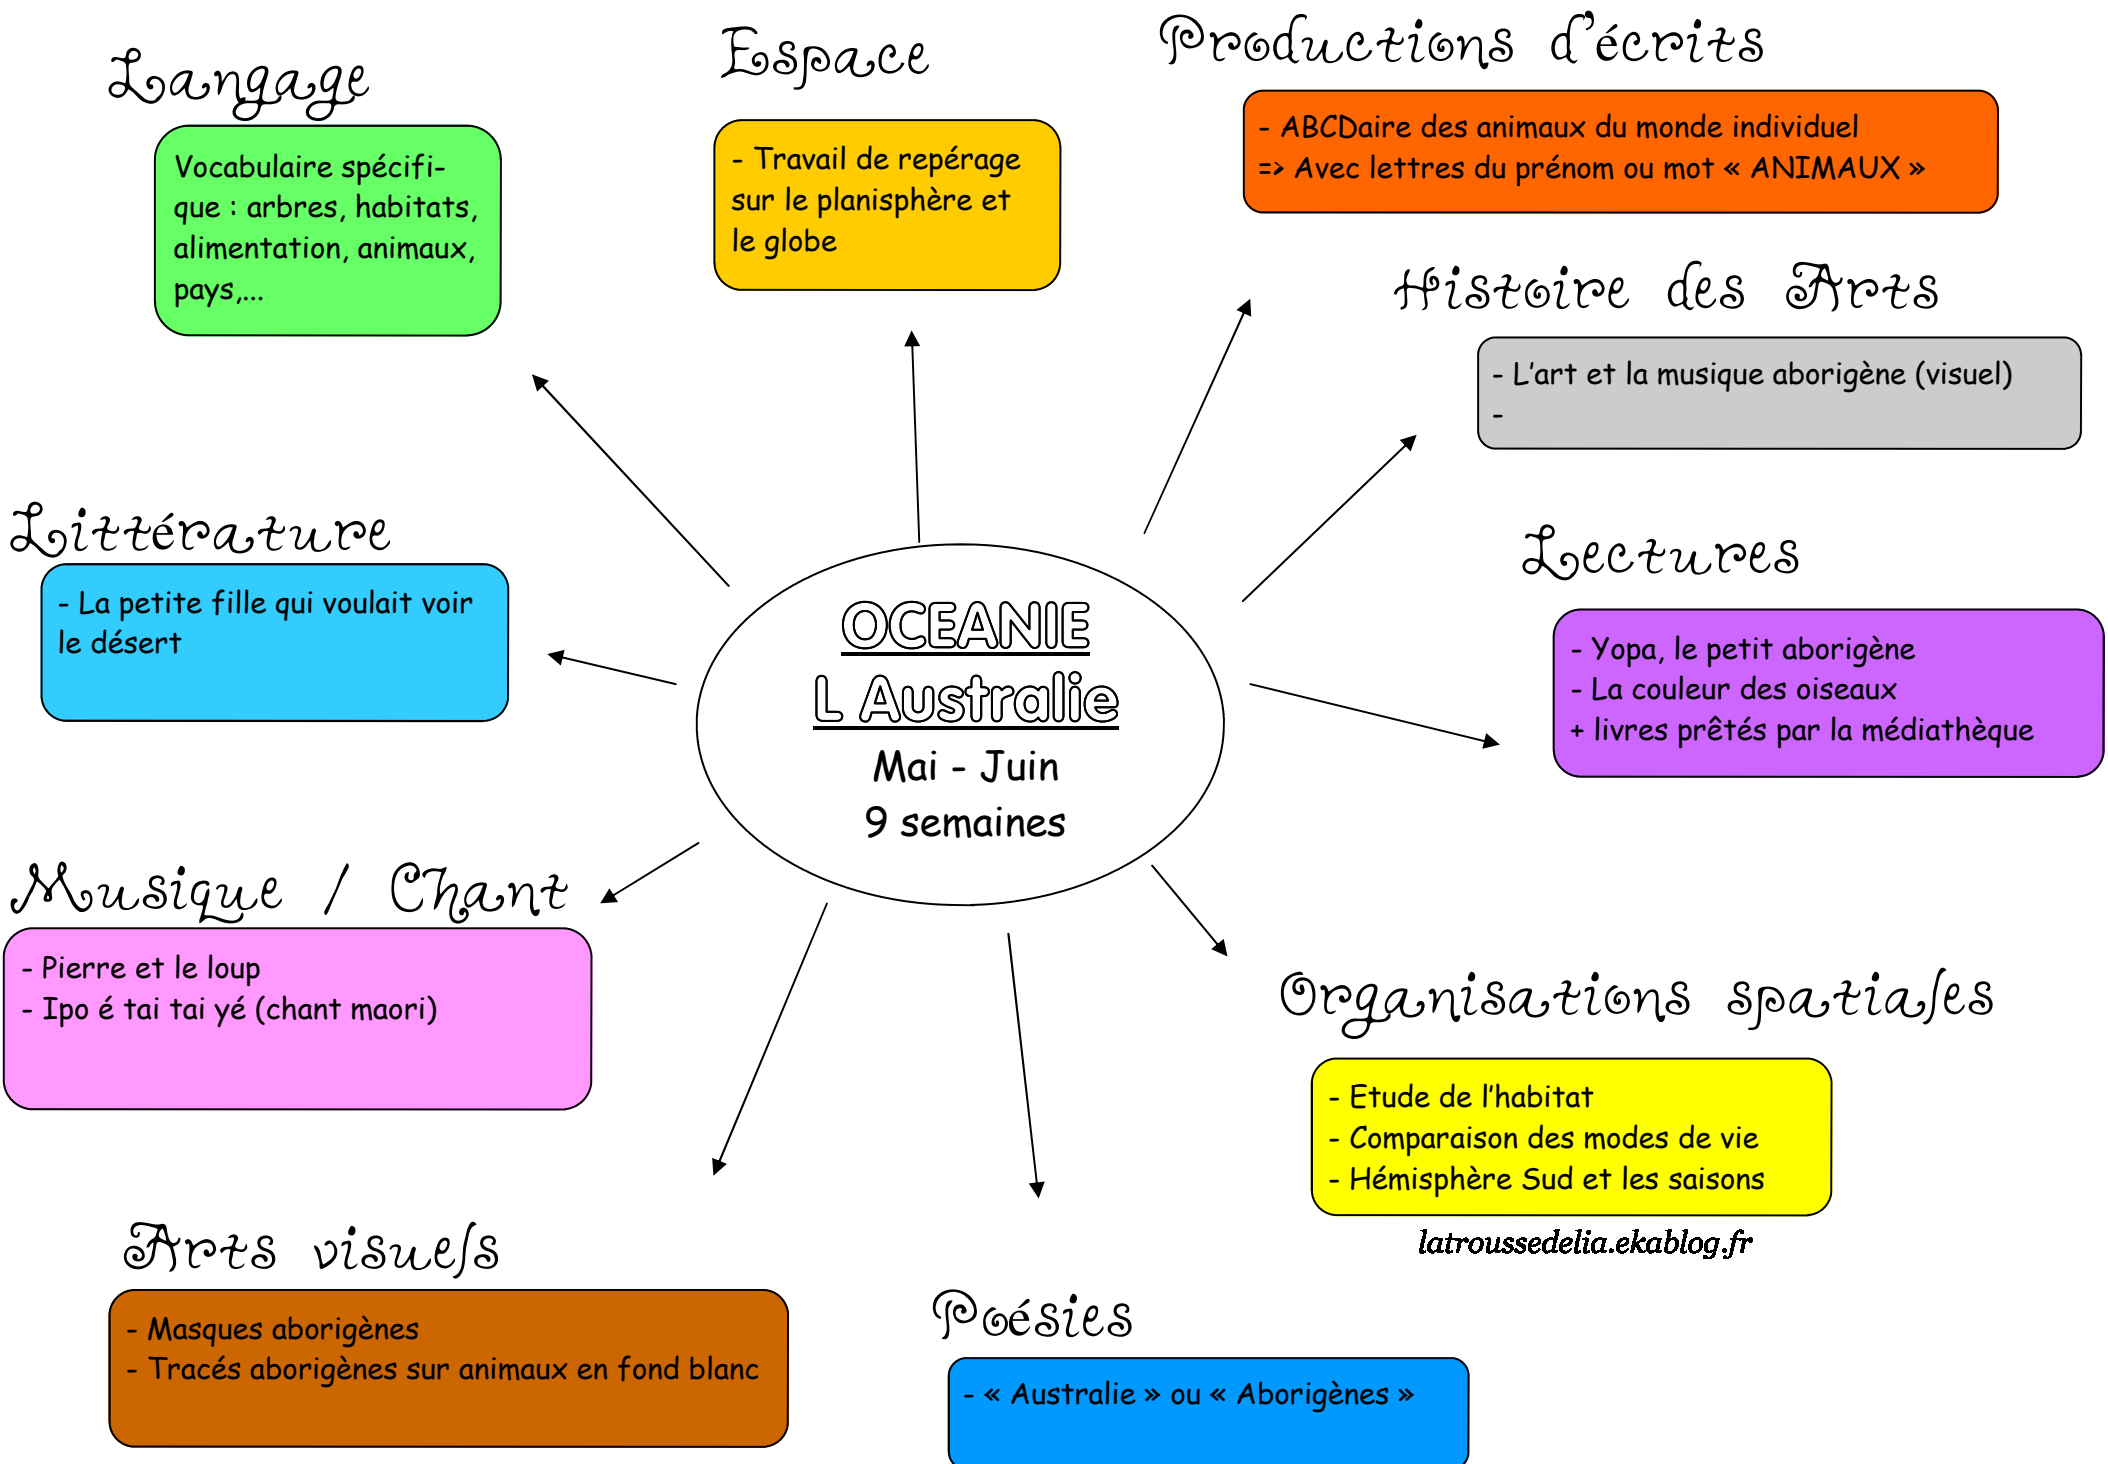 Langage
Vocabulaire spécifi-
que : arbres, habitats,
alimentation, animaux,
pays,...
Espace
- Travail de repérage
sur le planisphère et
le globe
Productions d'écrits
- ABCDaire des animaux du monde individuel
=> Avec lettres du prénom ou mot « ANIMAUX »
Histoire des Arts
- L'art et la musique aborigène (visuel)
-
Littérature
- La petite fille qui voulait voir
le désert
OCEANIE
L Australie
Mai - Juin
9 semaines
Lectures
- Yopa, le petit aborigène
- La couleur des oiseaux
+ livres prêtés par la médiathèque
Musique / Chant
- Pierre et le loup
- Ipo é tai tai yé (chant maori)
Organisations spatiales
- Etude de l'habitat
- Comparaison des modes de vie
- Hémisphère Sud et les saisons
latroussedelia.ekablog.fr
Arts visuels
- Masques aborigènes
- Tracés aborigènes sur animaux en fond blanc
Poésies
- « Australie » ou « Aborigènes »